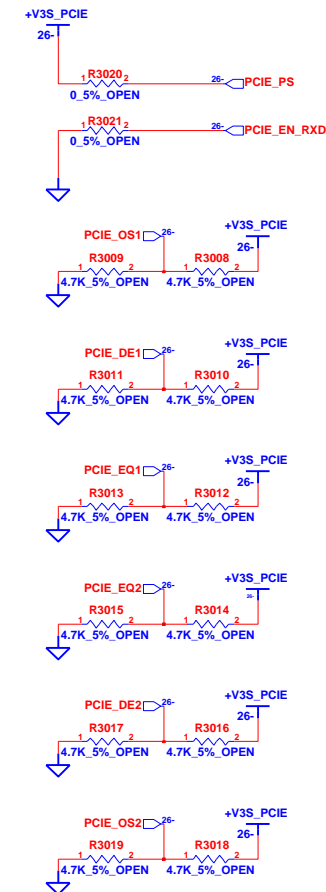 +V3S_PCIE
26-
R3020
1 2 26- PCIE_PS
0_5%_OPEN
R3021
1 2 26- PCIE_EN_RXD
0_5%_OPEN
+V3S_PCIE
PCIE_OS1 26-
26-
R3009 R3008
1 2 1 2
4.7K_5%_OPEN 4.7K_5%_OPEN
+V3S_PCIE
PCIE_DE1 26-
26-
R3011 R3010
1 2 1 2
4.7K_5%_OPEN 4.7K_5%_OPEN
+V3S_PCIE
PCIE_EQ1 26-
26-
R3013 R3012
1 2 1 2
4.7K_5%_OPEN 4.7K_5%_OPEN
+V3S_PCIE
PCIE_EQ2 26-
26-
R3015 R3014
1 2 1 2
4.7K_5%_OPEN 4.7K_5%_OPEN
+V3S_PCIE
PCIE_DE2 26-
26-
R3017 R3016
1 2 1 2
4.7K_5%_OPEN 4.7K_5%_OPEN
+V3S_PCIE
PCIE_OS2 26-
26-
R3019 R3018
1 2 1 2
4.7K_5%_OPEN 4.7K_5%_OPEN